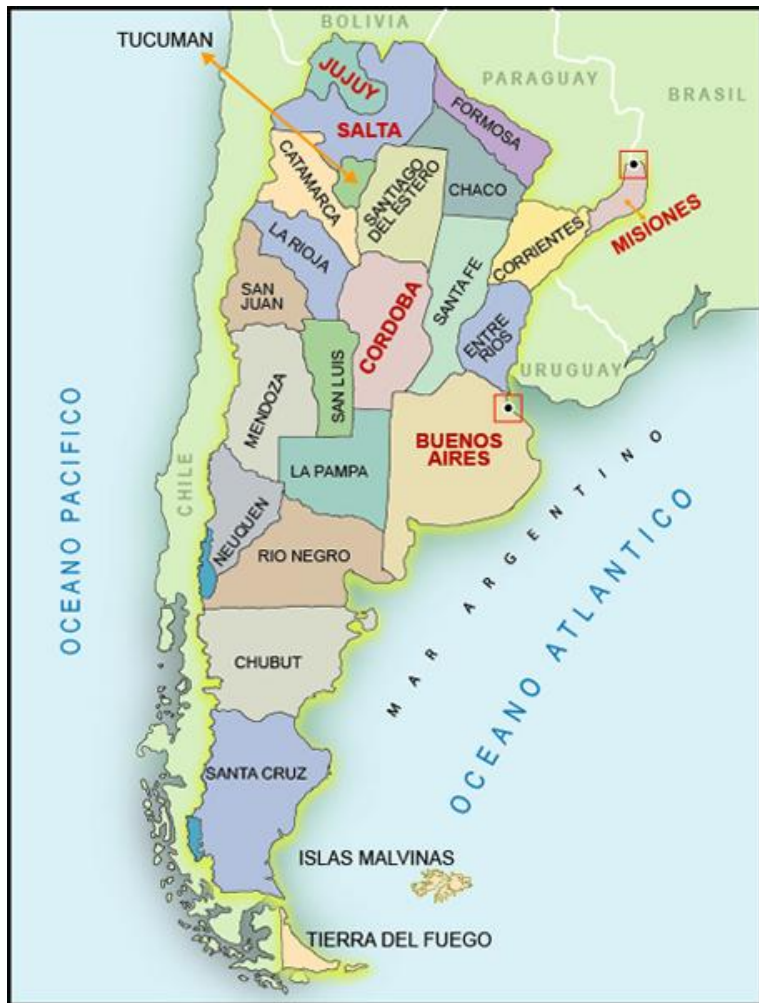 BOLIVIA
TUCUMAN
PARAGUAY
BRASIL
JUJUY
SALTA
FORMOSA
CATAMARCA
SANTIAGO
DEL ESTERO
CHACO
MISIONES
LA RIOJA
CORRIENTES
SAN
JUAN
CORDOBA
SANTA FE
ENTRE
RIOS
URUGUAY
MENDOZA
SAN LUIS
BUENOS
AIRES
LA PAMPA
CHILE
OCEANO PACIFICO
NEUQUEN
RIO NEGRO
MAR ARGENTINO
OCEANO ATLANTICO
CHUBUT
SANTA CRUZ
ISLAS MALVINAS
TIERRA DEL FUEGO